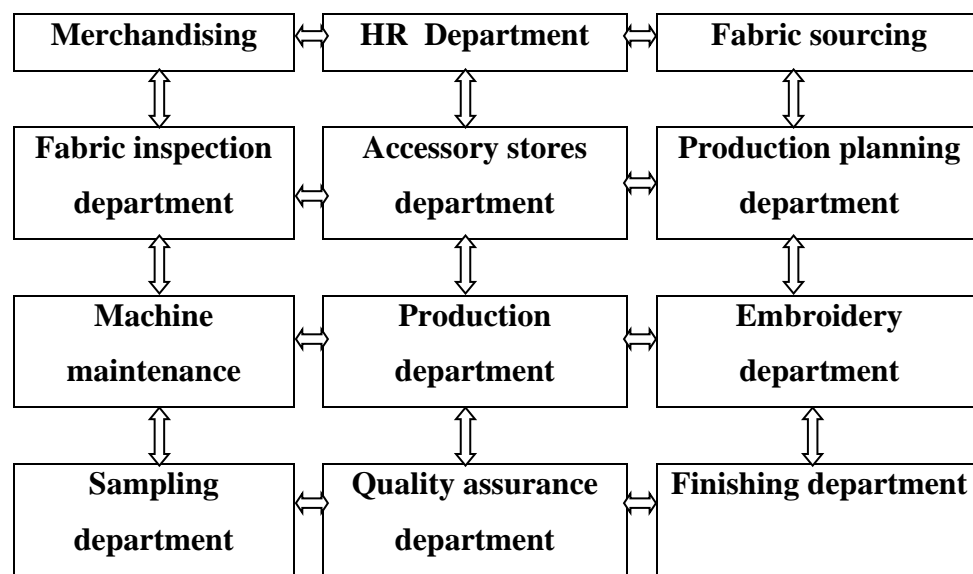 Merchandising
HR Department
Fabric sourcing
Fabric inspection
department
Accessory stores
department
Production planning
department
Machine
maintenance
Production
department
Embroidery
department
Sampling
department
Quality assurance
department
Finishing department